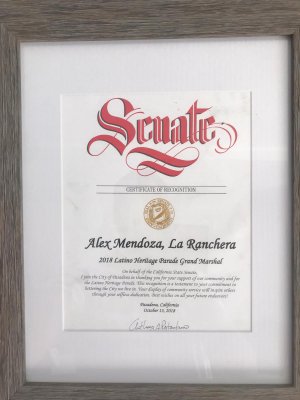 Senate
CERTIFICATE OF RECOGNITION
Alex Mendoza, La Ranchera
2018 Latino Heritage Parade Grand Marshal
On behalf of the California State Senate,
I join the City of Pasadena in thanking you for your support of our community and for
the Latino Heritage Parade. This recognition is a testament to your commitment to
bettering the City we live in. Your display of community service will inspire others
through your selfless dedication. Best wishes in all your future endeavors!
Pasadena, California
October 13, 2018